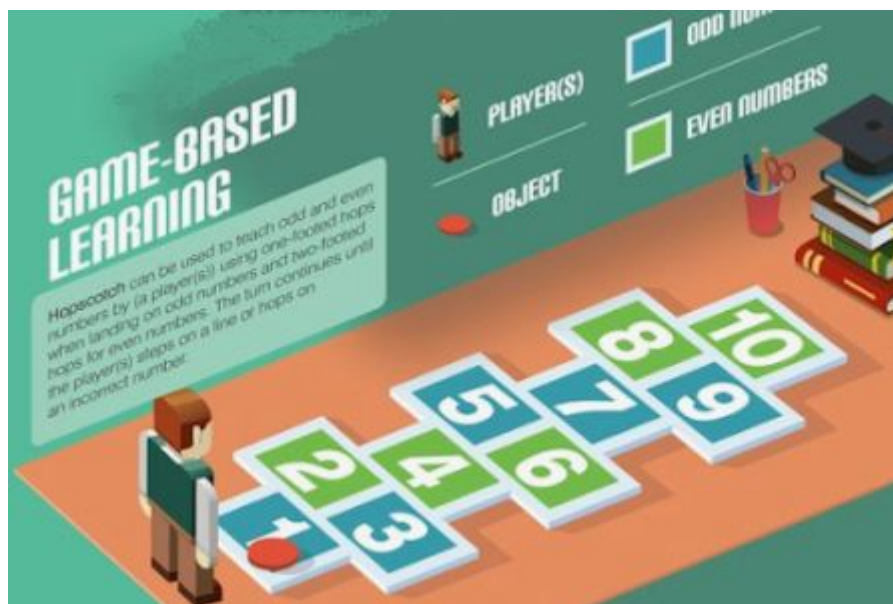 GAME-BASED
LEARNING
Hopscotch can be used to teach odd and even
numbers by (a player(s)) using one-footed hops
when landing on odd numbers and two-footed
hops for even numbers. The turn continues until
the player(s) steps on a line or hops on
an incorrect number.
PLAYER(S)
OBJECT
ODD
EVEN NUMBERS
1
2
3
4
5
6
7
8
9
10